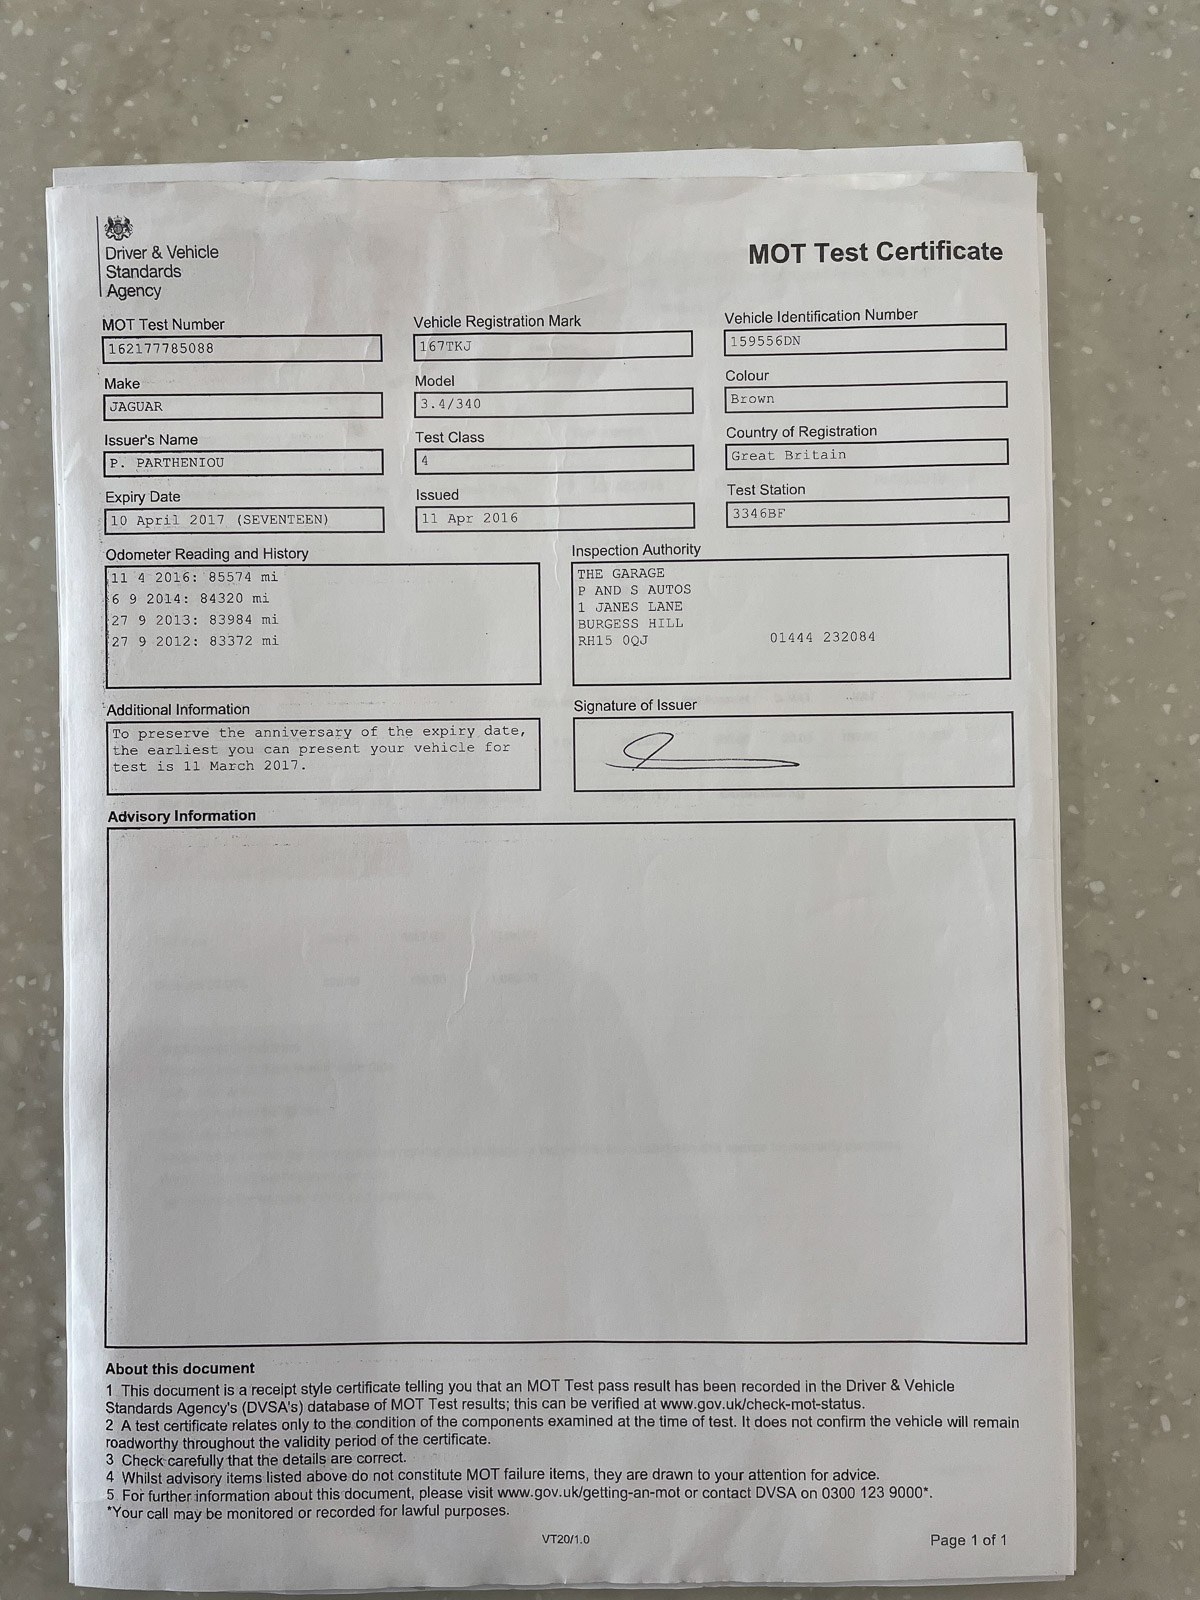 Driver & Vehicle
Standards
Agency
MOT Test Certificate
MOT Test Number
162177785088
Vehicle Registration Mark
167TKJ
Vehicle Identification Number
159556DN
Make
JAGUAR
Model
3.4/340
Colour
Brown
Issuer's Name
P. PARTHENIOU
Test Class
4
Country of Registration
Great Britain
Expiry Date
10 April 2017 (SEVENTEEN)
Issued
11 Apr 2016
Test Station
3346BF
Odometer Reading and History
11 4 2016: 85574 mi
6 9 2014: 84320 mi
27 9 2013: 83984 mi
27 9 2012: 83372 mi
Inspection Authority
THE GARAGE
P AND S AUTOS
1 JANES LANE
BURGESS HILL
RH15 0QJ 01444 232084
Additional Information
To preserve the anniversary of the expiry date,
the earliest you can present your vehicle for
test is 11 March 2017.
Signature of Issuer
Advisory Information
About this document
1 This document is a receipt style certificate telling you that an MOT Test pass result has been recorded in the Driver & Vehicle
Standards Agency's (DVSA's) database of MOT Test results; this can be verified at www.gov.uk/check-mot-status.
2 A test certificate relates only to the condition of the components examined at the time of test. It does not confirm the vehicle will remain
roadworthy throughout the validity period of the certificate.
3 Check carefully that the details are correct.
4 Whilst advisory items listed above do not constitute MOT failure items, they are drawn to your attention for advice.
5 For further information about this document, please visit www.gov.uk/getting-an-mot or contact DVSA on 0300 123 9000*.
*Your call may be monitored or recorded for lawful purposes.
VT20/1.0
Page 1 of 1